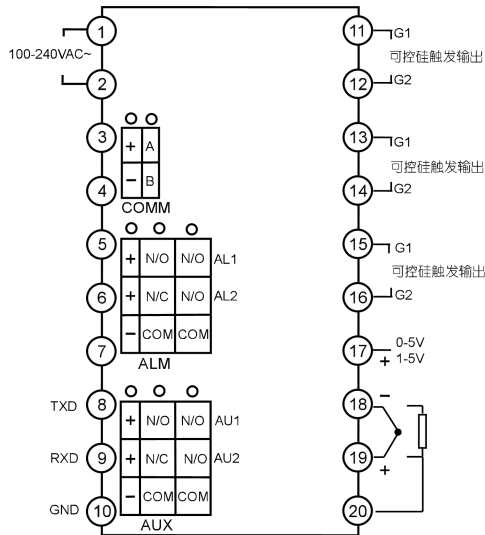 1
100-240VAC~
2
3
+ A
4
− B
COMM
5
+ N/O N/O AL1
6
+ N/C N/O AL2
7
− COM COM
ALM
TXD 8
+ N/O N/O AU1
RXD 9
+ N/C N/O AU2
GND 10
− COM COM
AUX
11 G1
可控硅触发输出
12 G2
13 G1
可控硅触发输出
14 G2
15 G1
可控硅触发输出
16 G2
17 0-5V
+ 1-5V
18 −
19 +
20